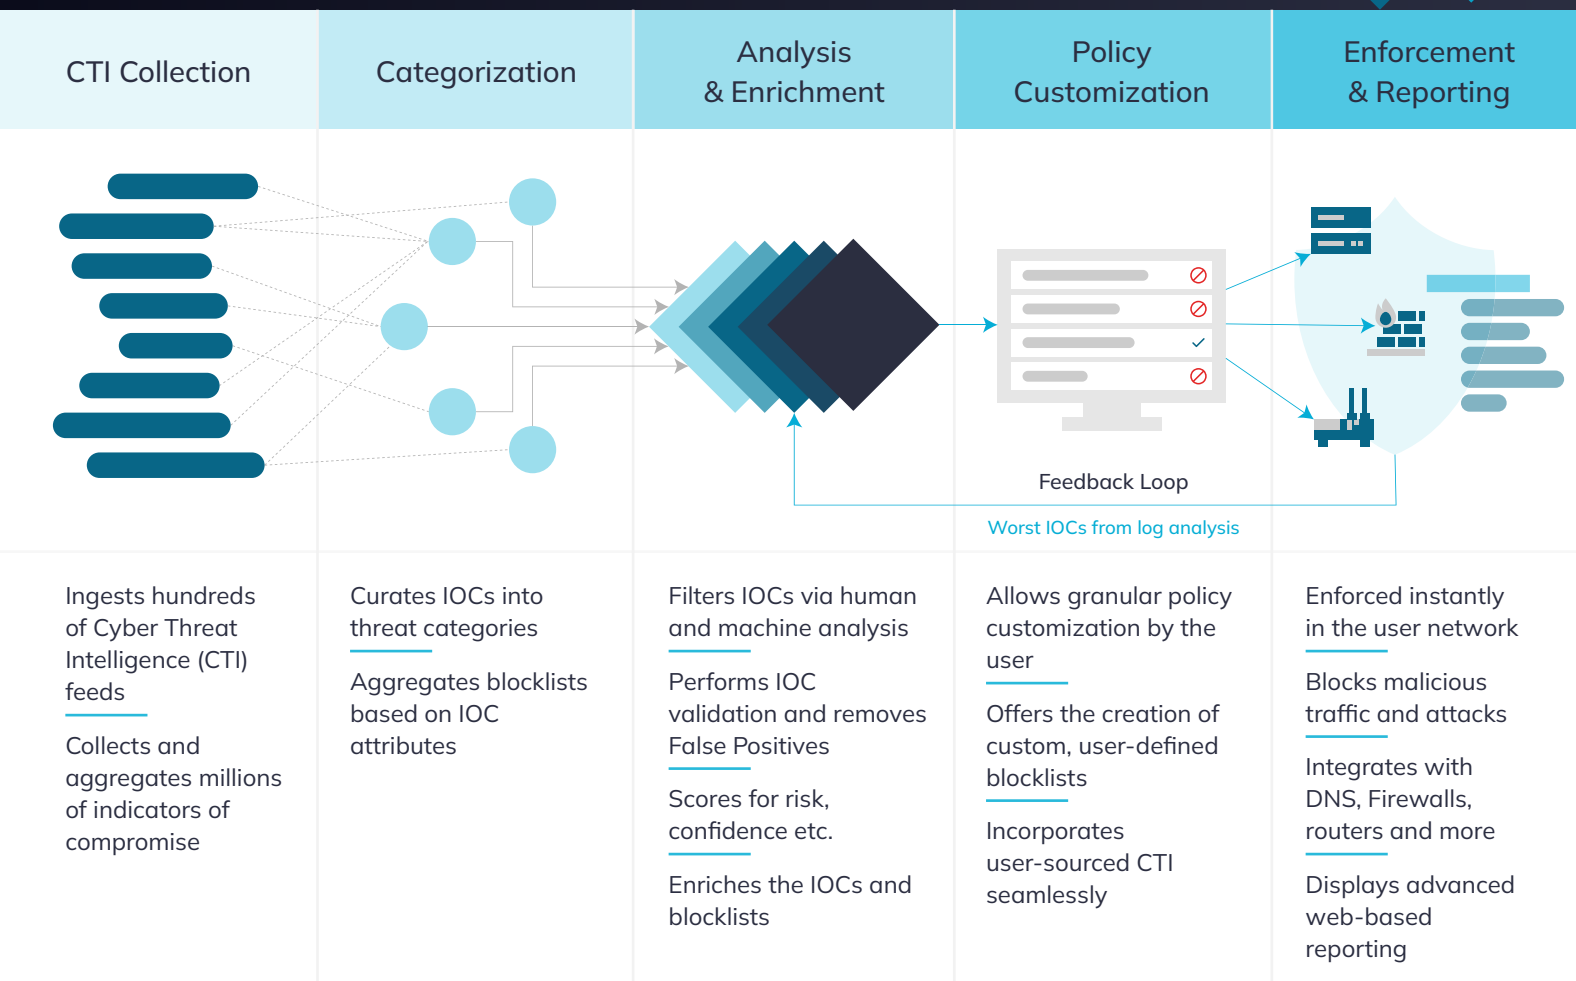 CTI Collection
Categorization
Analysis
& Enrichment
Policy
Customization
Enforcement
& Reporting
Feedback Loop
Worst IOCs from log analysis
Ingests hundreds
of Cyber Threat
Intelligence (CTI)
feeds
Collects and
aggregates millions
of indicators of
compromise
Curates IOCs into
threat categories
Aggregates blocklists
based on IOC
attributes
Filters IOCs via human
and machine analysis
Performs IOC
validation and removes
False Positives
Scores for risk,
confidence etc.
Enriches the IOCs and
blocklists
Allows granular policy
customization by the
user
Offers the creation of
custom, user-defined
blocklists
Incorporates
user-sourced CTI
seamlessly
Enforced instantly
in the user network
Blocks malicious
traffic and attacks
Integrates with
DNS, Firewalls,
routers and more
Displays advanced
web-based
reporting